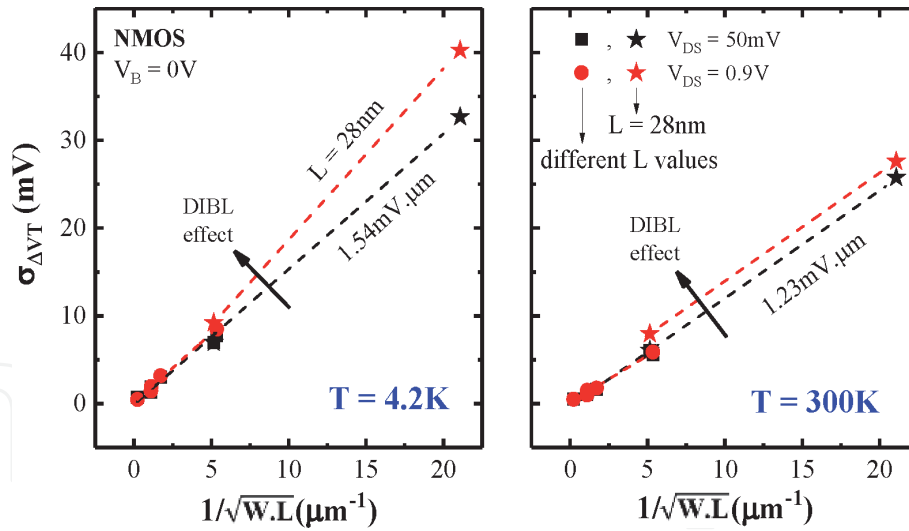 NMOS
V_B = 0V
L = 28nm
1.54mV.μm
DIBL
effect
T = 4.2K
σ_ΔVT (mV)
40
30
20
10
0
0 5 10 15 20
1/√W.L(μm⁻¹)
, V_DS = 50mV
, V_DS = 0.9V
L = 28nm
different L values
DIBL
effect
1.23mV.μm
T = 300K
0 5 10 15 20
1/√W.L(μm⁻¹)